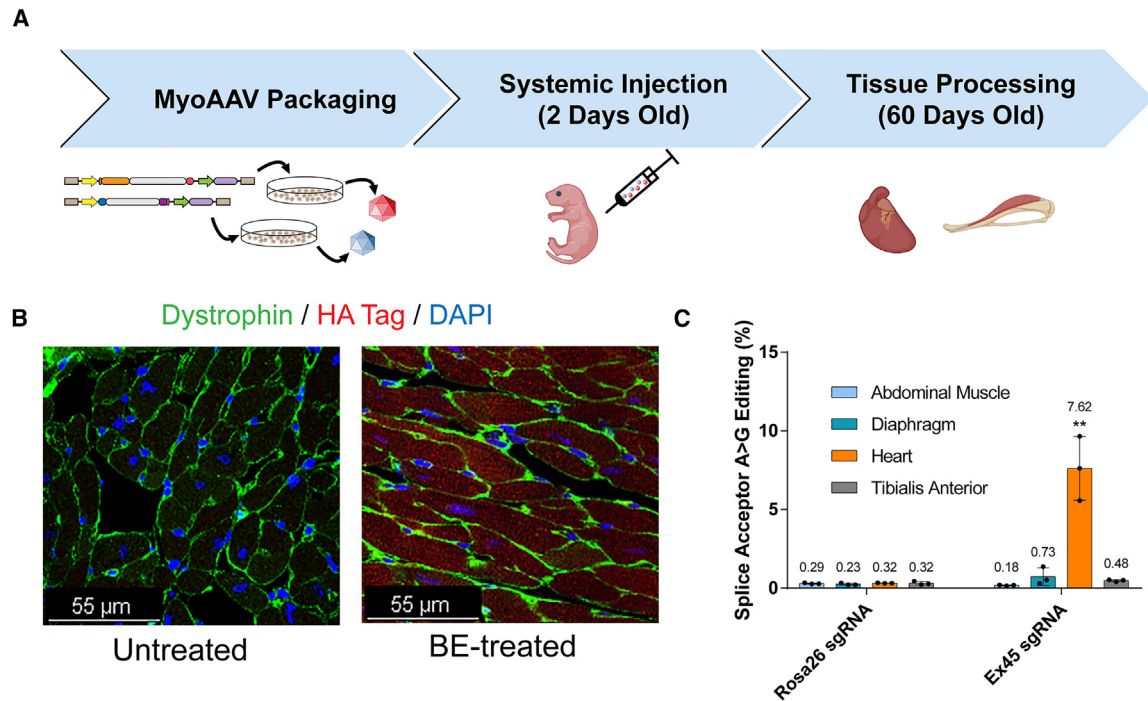 A
MyoAAV Packaging
Systemic Injection
(2 Days Old)
Tissue Processing
(60 Days Old)
B
Dystrophin / HA Tag / DAPI
55 µm
Untreated
55 µm
BE-treated
C
Splice Acceptor A>G Editing (%)
15
10
5
0
Abdominal Muscle
Diaphragm
Heart
Tibialis Anterior
0.29
0.23
0.32
0.32
0.18
0.73
7.62
**
0.48
Rosa26 sgRNA
Ex45 sgRNA